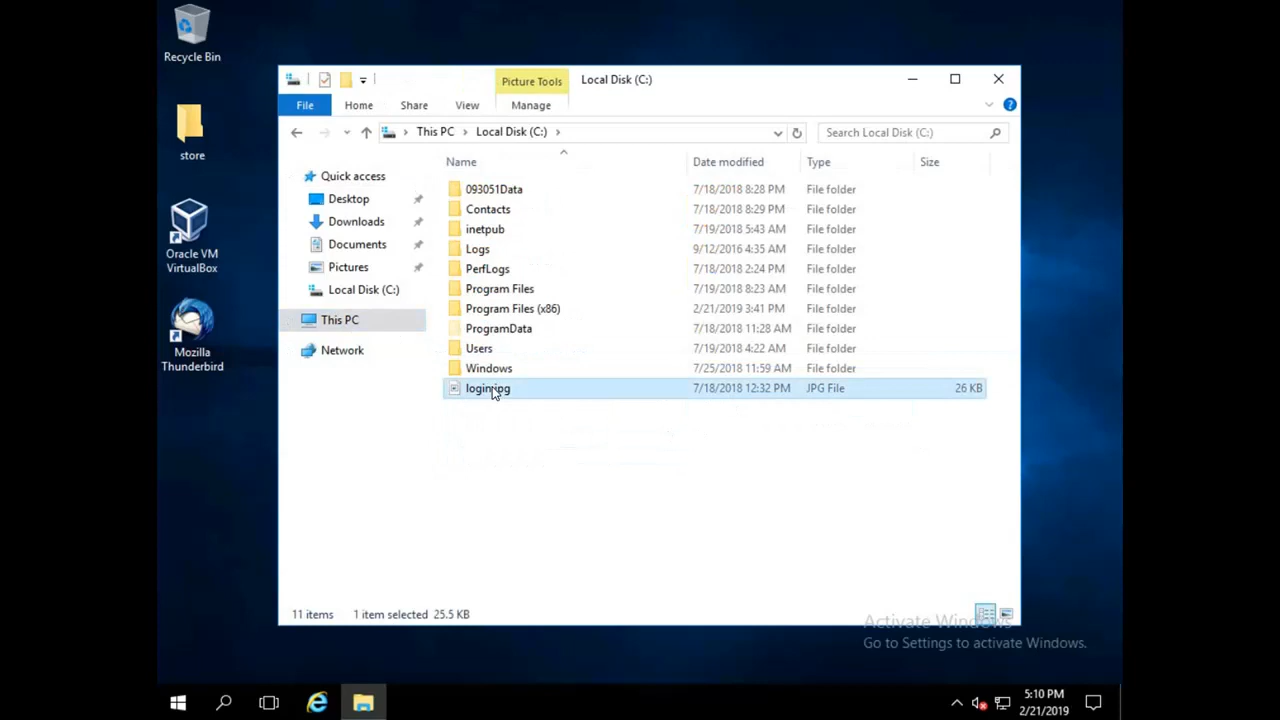 Recycle Bin
store
Oracle VM
VirtualBox
Mozilla
Thunderbird
Picture Tools
Local Disk (C:)
File
Home
Share
View
Manage
This PC
Local Disk (C:)
Search Local Disk (C:)
Quick access
Desktop
Downloads
Documents
Pictures
Local Disk (C:)
This PC
Network
Name Date modified Type Size
093051Data 7/18/2018 8:28 PM File folder
Contacts 7/18/2018 8:29 PM File folder
inetpub 7/19/2018 5:43 AM File folder
Logs 9/12/2016 4:35 AM File folder
PerfLogs 7/18/2018 2:24 PM File folder
Program Files 7/19/2018 8:23 AM File folder
Program Files (x86) 2/21/2019 3:41 PM File folder
ProgramData 7/18/2018 11:28 AM File folder
Users 7/19/2018 4:22 AM File folder
Windows 7/25/2018 11:59 AM File folder
login.jpg 7/18/2018 12:32 PM JPG File 26 KB
11 items 1 item selected 25.5 KB
Activate Windows
Go to Settings to activate Windows.
5:10 PM
2/21/2019